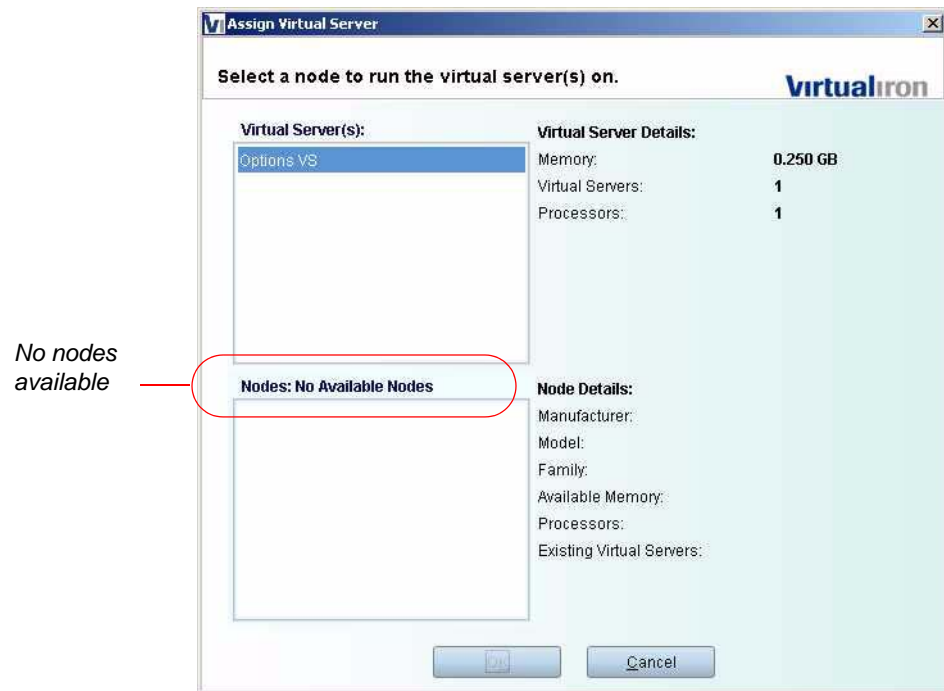 VI Assign Virtual Server
Select a node to run the virtual server(s) on.
Virtualiron
Virtual Server(s):
Options VS
Virtual Server Details:
Memory: 0.250 GB
Virtual Servers: 1
Processors: 1
No nodes
available
Nodes: No Available Nodes
Node Details:
Manufacturer:
Model:
Family:
Available Memory:
Processors:
Existing Virtual Servers:
OK
Cancel